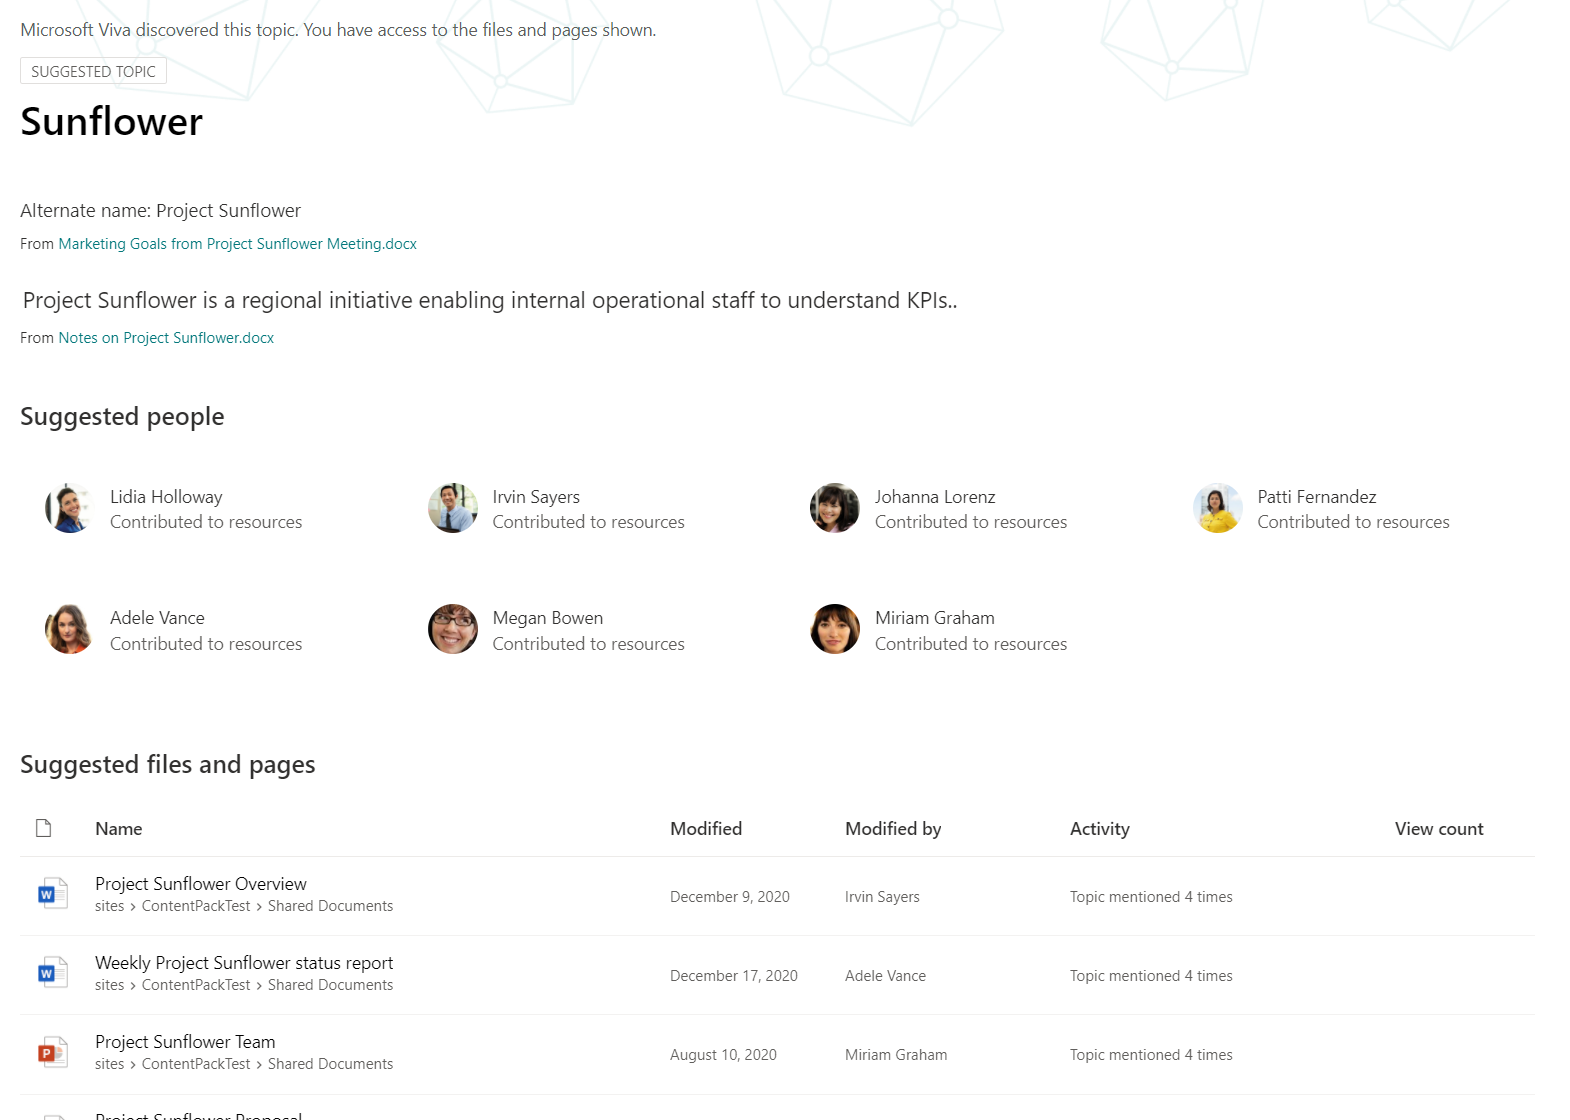 Microsoft Viva discovered this topic. You have access to the files and pages shown.
SUGGESTED TOPIC
Sunflower
Alternate name: Project Sunflower
From Marketing Goals from Project Sunflower Meeting.docx
Project Sunflower is a regional initiative enabling internal operational staff to understand KPIs..
From Notes on Project Sunflower.docx
Suggested people
Lidia Holloway
Contributed to resources
Irvin Sayers
Contributed to resources
Johanna Lorenz
Contributed to resources
Patti Fernandez
Contributed to resources
Adele Vance
Contributed to resources
Megan Bowen
Contributed to resources
Miriam Graham
Contributed to resources
Suggested files and pages
Name Modified Modified by Activity View count
W Project Sunflower Overview
sites > ContentPackTest > Shared Documents
December 9, 2020 Irvin Sayers Topic mentioned 4 times
W Weekly Project Sunflower status report
sites > ContentPackTest > Shared Documents
December 17, 2020 Adele Vance Topic mentioned 4 times
P Project Sunflower Team
sites > ContentPackTest > Shared Documents
August 10, 2020 Miriam Graham Topic mentioned 4 times
Project Sunflower Proposal